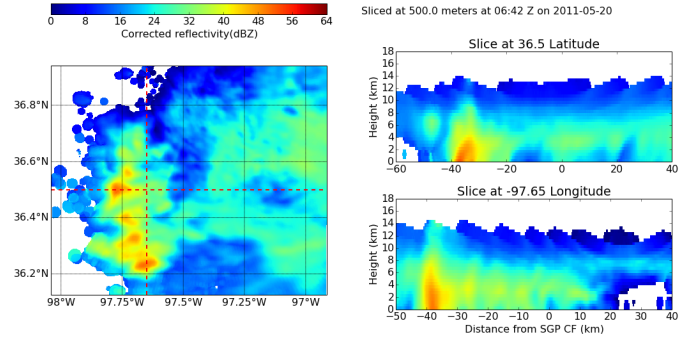 Sliced at 500.0 meters at 06:42 Z on 2011-05-20
0 8 16 24 32 40 48 56 64
Corrected reflectivity(dBZ)
36.8°N
36.6°N
36.4°N
36.2°N
98°W 97.75°W 97.5°W 97.25°W 97°W
Slice at 36.5 Latitude
Height (km)
18
16
14
12
10
8
6
4
2
0
-60 -40 -20 0 20 40
Slice at -97.65 Longitude
Height (km)
18
16
14
12
10
8
6
4
2
0
-50 -40 -30 -20 -10 0 10 20 30 40
Distance from SGP CF (km)